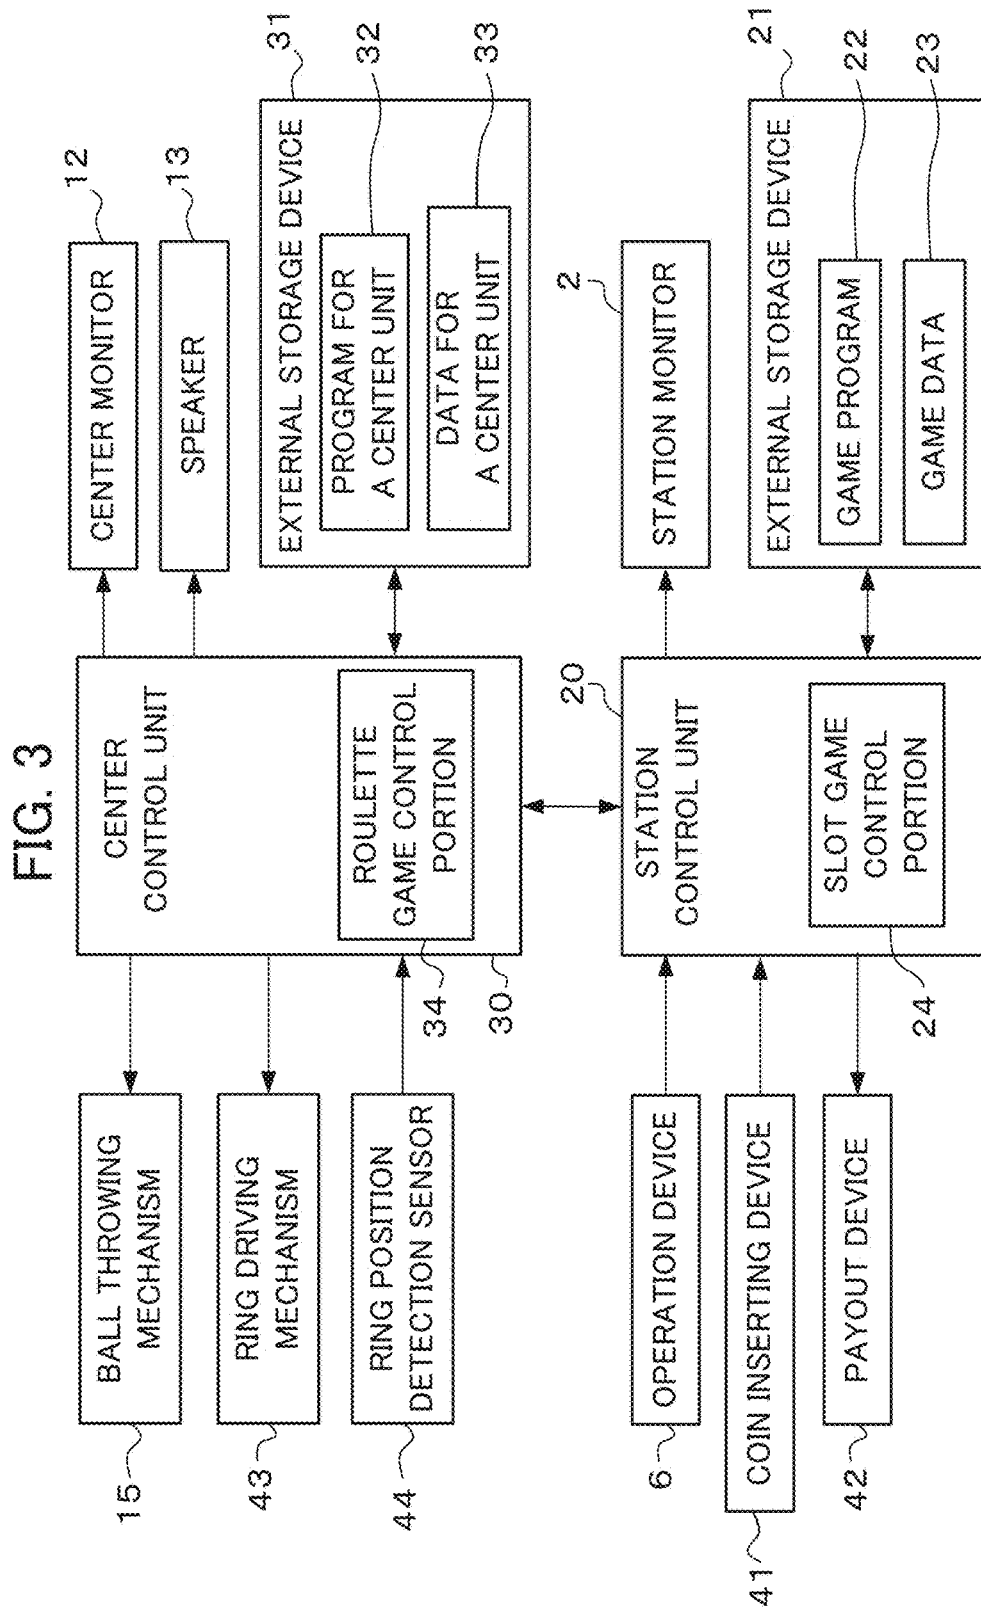 FIG. 3
15
BALL THROWING
MECHANISM
43
RING DRIVING
MECHANISM
44
RING POSITION
DETECTION SENSOR
CENTER
CONTROL UNIT
ROULETTE
GAME CONTROL
PORTION
34
30
CENTER MONITOR
12
SPEAKER
13
EXTERNAL STORAGE DEVICE
31
PROGRAM FOR
A CENTER UNIT
32
DATA FOR
A CENTER UNIT
33
6
OPERATION DEVICE
41
COIN INSERTING DEVICE
42
PAYOUT DEVICE
20
STATION
CONTROL UNIT
SLOT GAME
CONTROL
PORTION
24
2
STATION MONITOR
EXTERNAL STORAGE DEVICE
21
GAME PROGRAM
22
GAME DATA
23